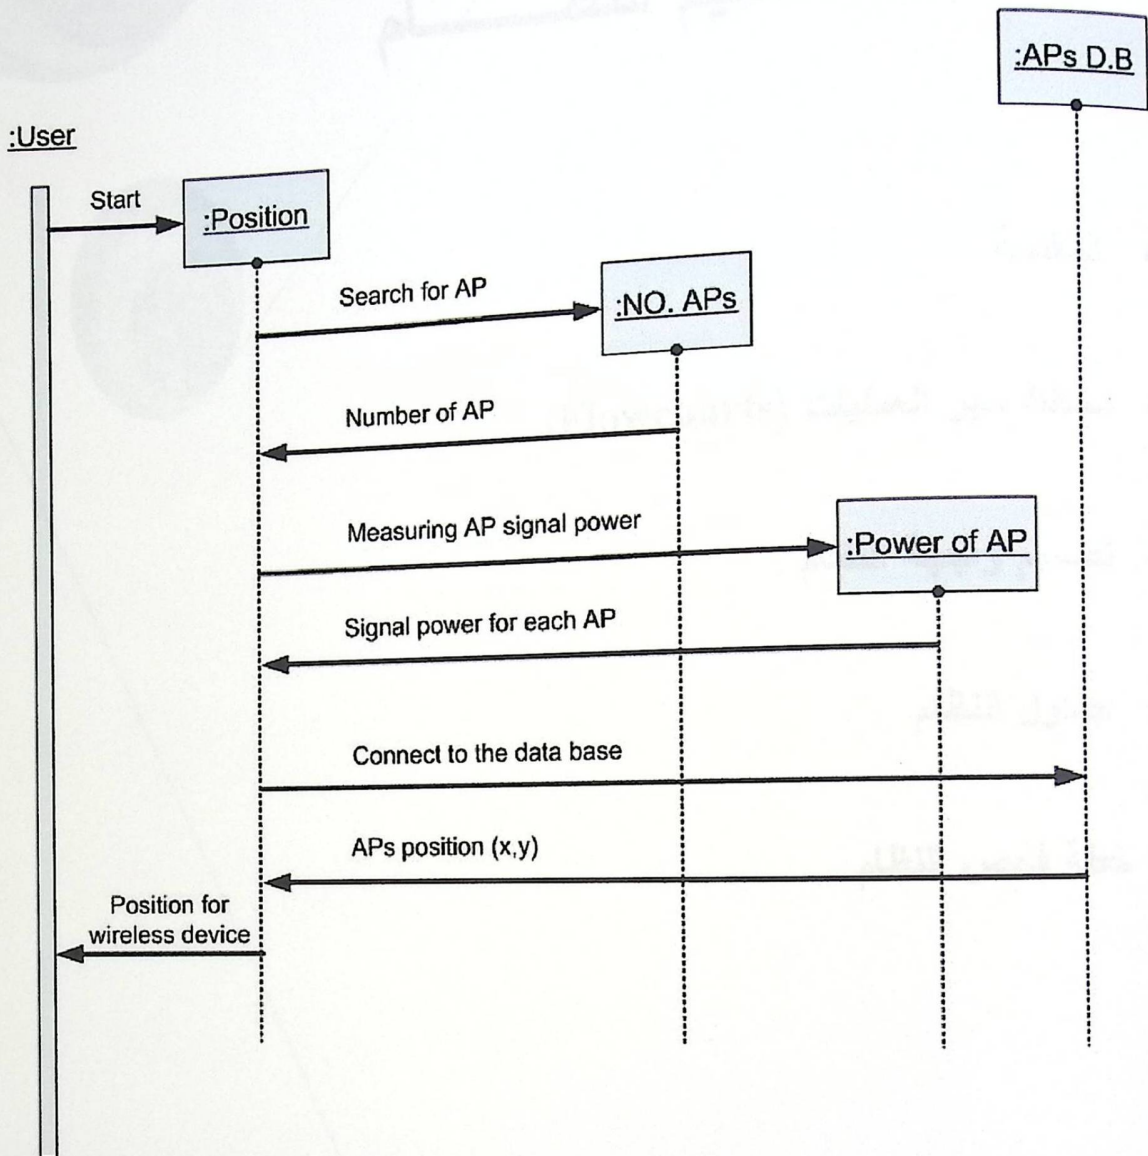 :APs D.B
:User
Start
:Position
Search for AP
:NO. APs
Number of AP
Measuring AP signal power
:Power of AP
Signal power for each AP
Connect to the data base
APs position (x,y)
Position for
wireless device